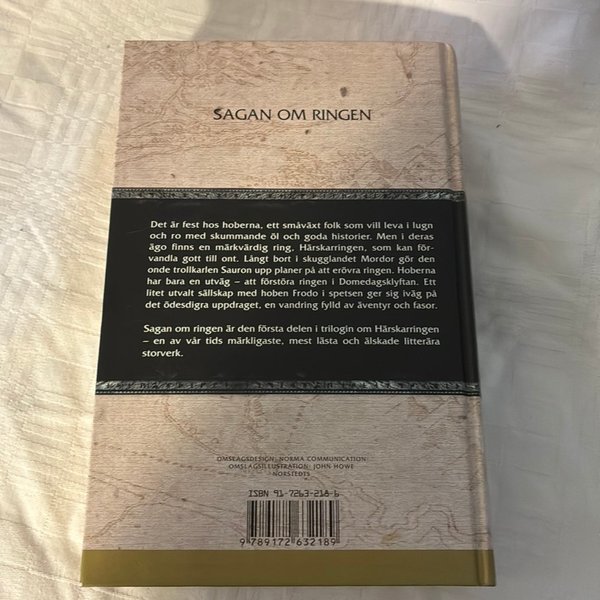 SAGAN OM RINGEN
Det är fest hos hoberna, ett småväxt folk som vill leva i lugn
och ro med skummande öl och goda historier. Men i deras
ägo finns en märkvärdig ring, Härskarringen, som kan för-
vandla gott till ont. Långt bort i skugglandet Mordor gör den
onde trollkarlen Sauron upp planer på att erövra ringen. Hoberna
har bara en utväg – att förstöra ringen i Domedagsklyftan. Ett
litet utvalt sällskap med hoben Frodo i spetsen ger sig iväg på
det ödesdigra uppdraget, en vandring fylld av äventyr och fasor.
Sagan om ringen är den första delen i trilogin om Härskarringen
– en av vår tids märkligaste, mest lästa och älskade litterära
storverk.
OMSLAGSDESIGN: NORMA COMMUNICATION
OMSLAGSILLUSTRATION: JOHN HOWE
NORSTEDTS
ISBN 91-7263-218-6
9 789172 632189